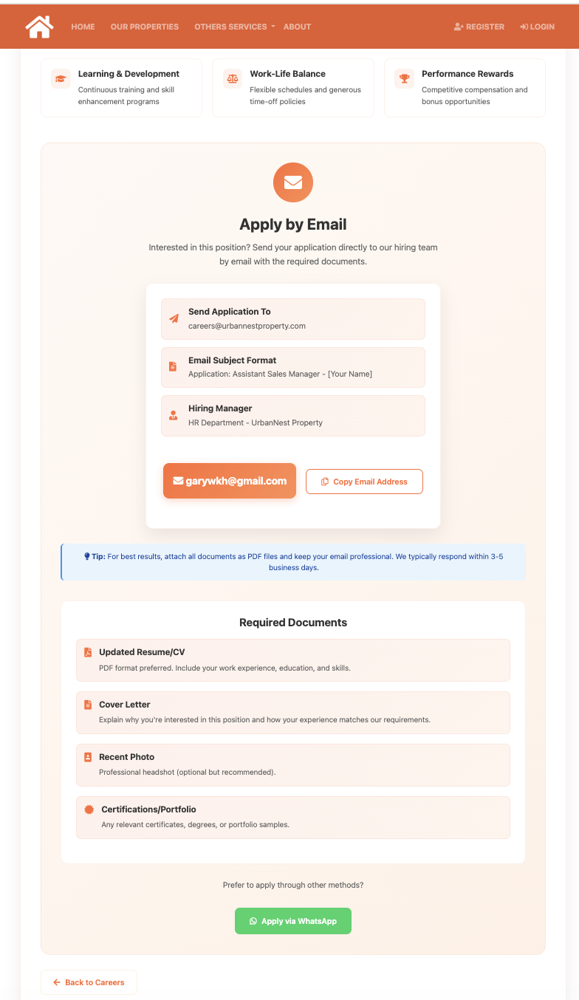 HOME OUR PROPERTIES OTHERS SERVICES ABOUT REGISTER LOGIN
Learning & Development
Continuous training and skill
enhancement programs
Work-Life Balance
Flexible schedules and generous
time-off policies
Performance Rewards
Competitive compensation and
bonus opportunities
Apply by Email
Interested in this position? Send your application directly to our hiring team
by email with the required documents.
Send Application To
careers@urbannestproperty.com
Email Subject Format
Application: Assistant Sales Manager - [Your Name]
Hiring Manager
HR Department - UrbanNest Property
garywkh@gmail.com
Copy Email Address
Tip: For best results, attach all documents as PDF files and keep your email professional. We typically respond within 3-5
business days.
Required Documents
Updated Resume/CV
PDF format preferred. Include your work experience, education, and skills.
Cover Letter
Explain why you're interested in this position and how your experience matches our requirements.
Recent Photo
Professional headshot (optional but recommended).
Certifications/Portfolio
Any relevant certificates, degrees, or portfolio samples.
Prefer to apply through other methods?
Apply via WhatsApp
Back to Careers